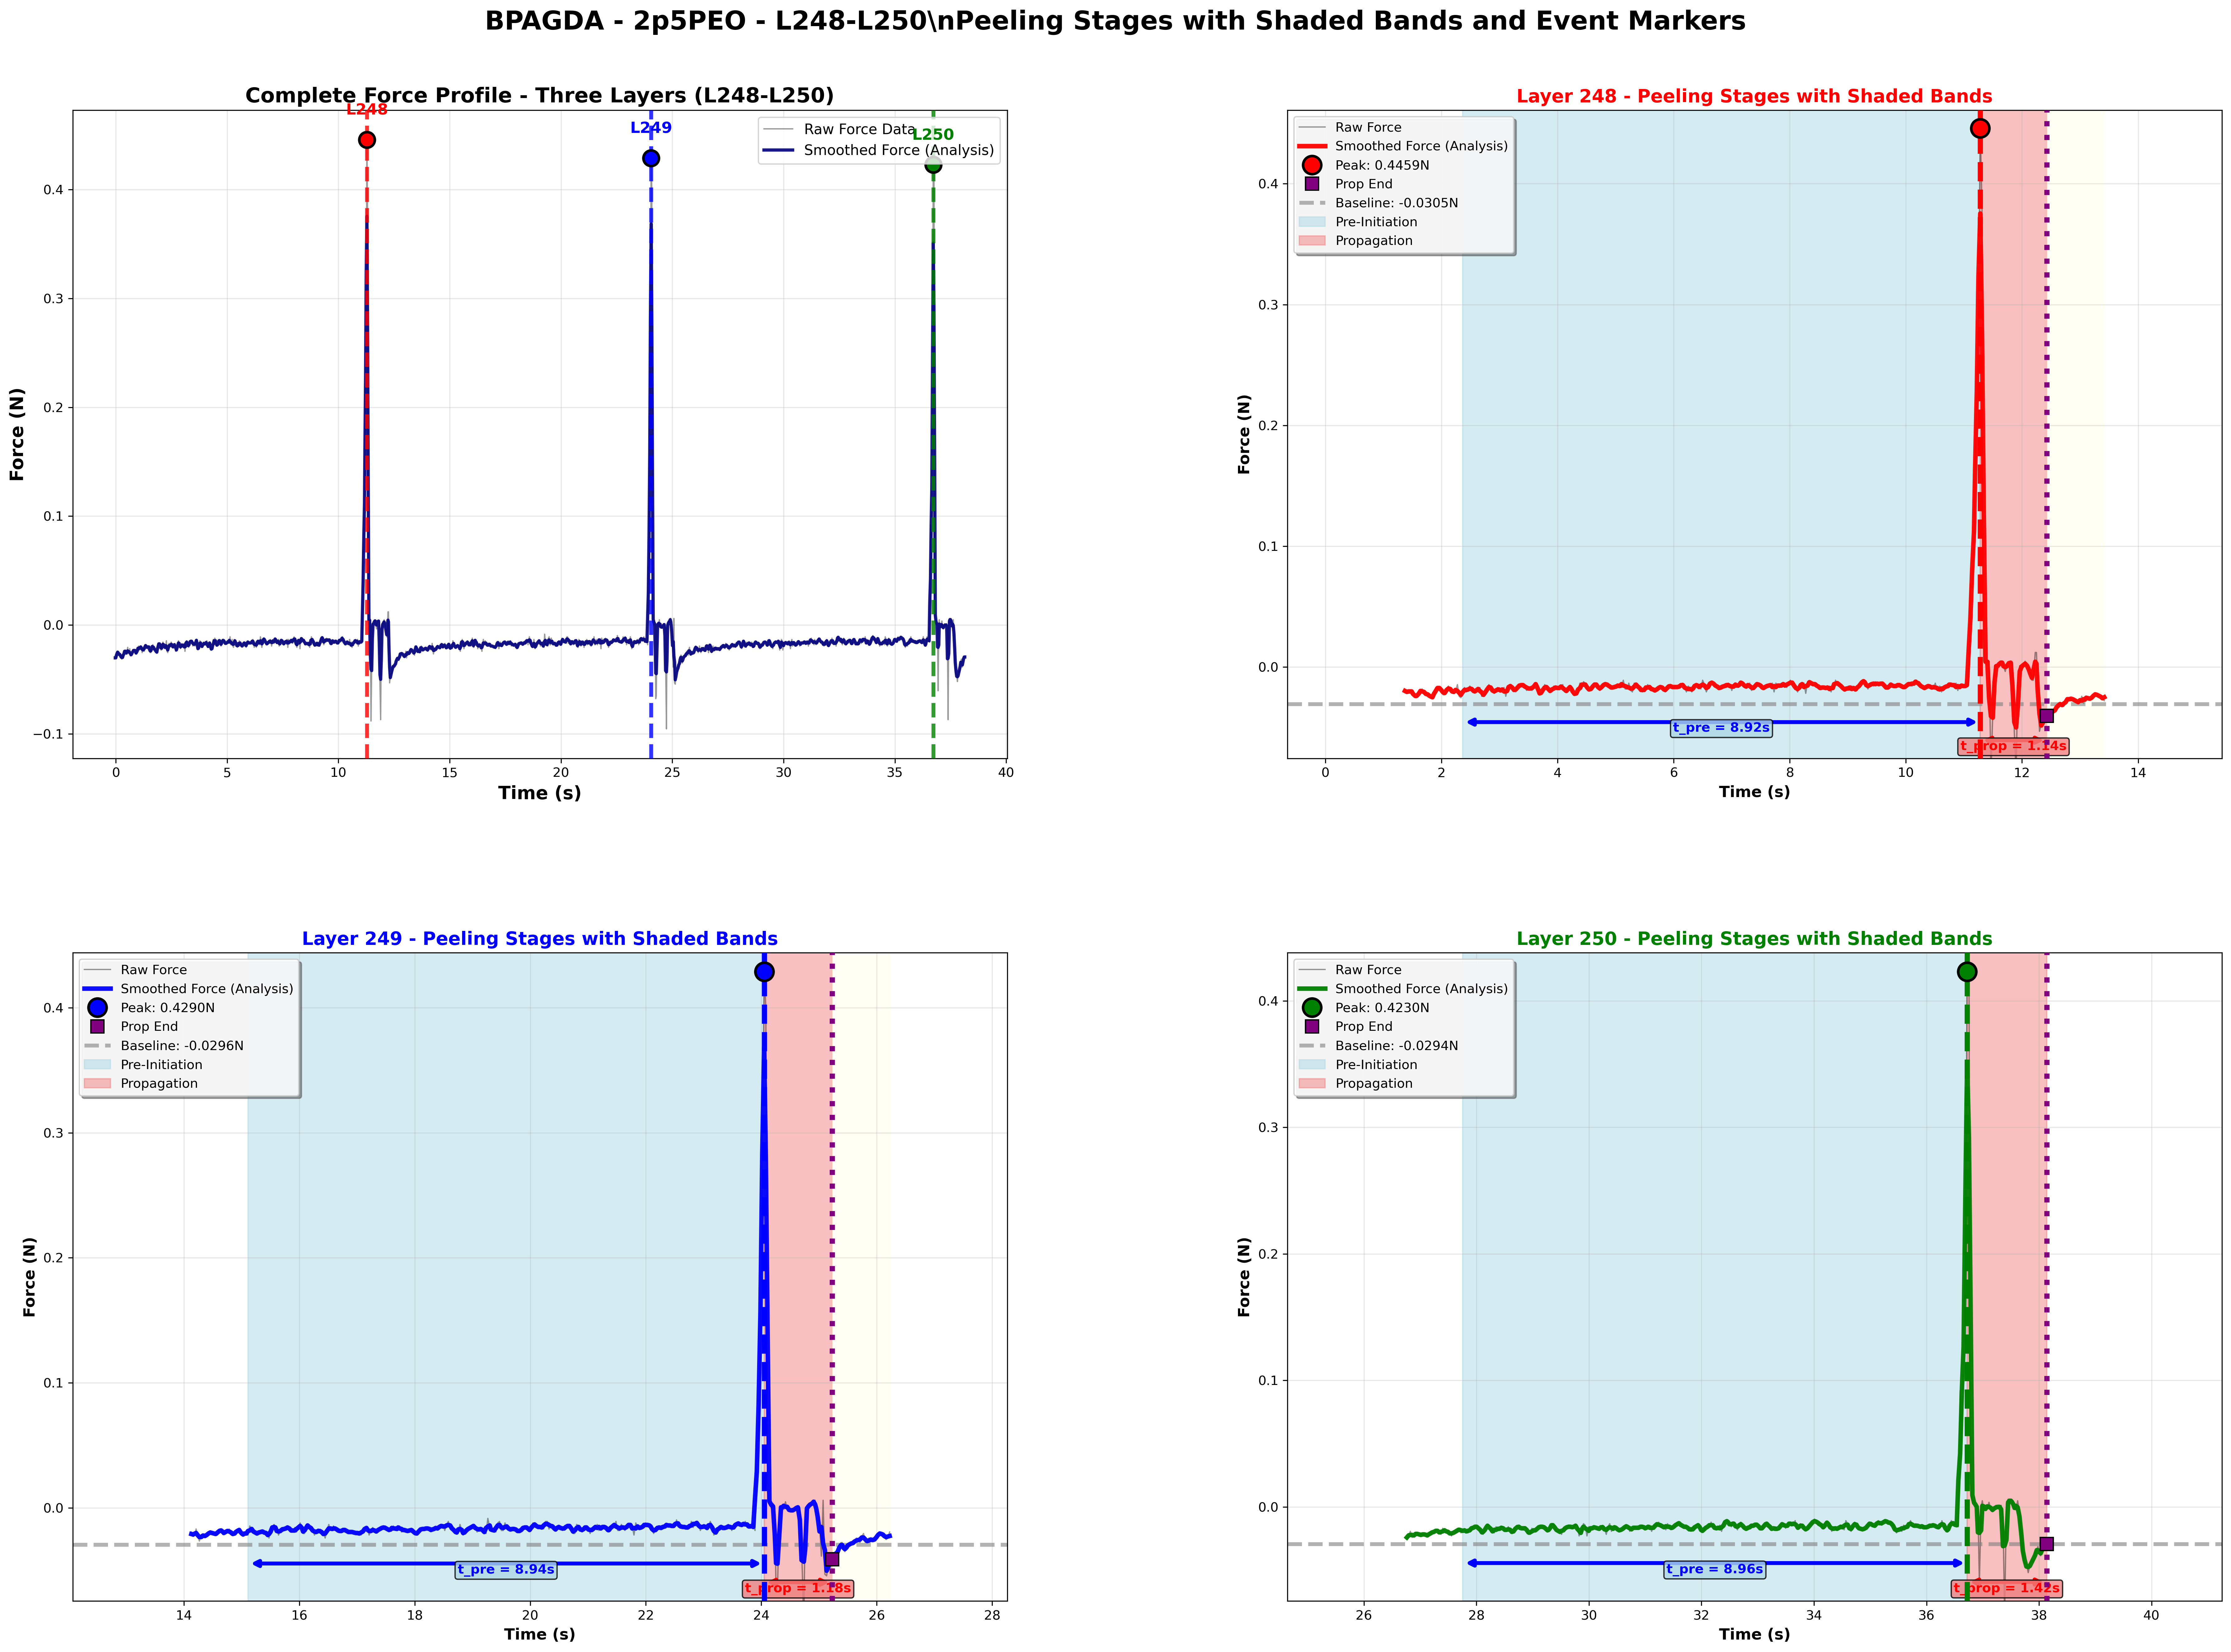 BPAGDA - 2p5PEO - L248-L250\nPeeling Stages with Shaded Bands and Event Markers
Complete Force Profile - Three Layers (L248-L250)
L248
L249
L250
Raw Force Data
Smoothed Force (Analysis)
Force (N)
0.4
0.3
0.2
0.1
0.0
−0.1
0 5 10 15 20 25 30 35 40
Time (s)
Layer 248 - Peeling Stages with Shaded Bands
Raw Force
Smoothed Force (Analysis)
Peak: 0.4459N
Prop End
Baseline: -0.0305N
Pre-Initiation
Propagation
Force (N)
0.4
0.3
0.2
0.1
0.0
t_pre = 8.92s
t_prop = 1.14s
0 2 4 6 8 10 12 14
Time (s)
Layer 249 - Peeling Stages with Shaded Bands
Raw Force
Smoothed Force (Analysis)
Peak: 0.4290N
Prop End
Baseline: -0.0296N
Pre-Initiation
Propagation
Force (N)
0.4
0.3
0.2
0.1
0.0
t_pre = 8.94s
t_prop = 1.18s
14 16 18 20 22 24 26 28
Time (s)
Layer 250 - Peeling Stages with Shaded Bands
Raw Force
Smoothed Force (Analysis)
Peak: 0.4230N
Prop End
Baseline: -0.0294N
Pre-Initiation
Propagation
Force (N)
0.4
0.3
0.2
0.1
0.0
t_pre = 8.96s
t_prop = 1.42s
26 28 30 32 34 36 38 40
Time (s)